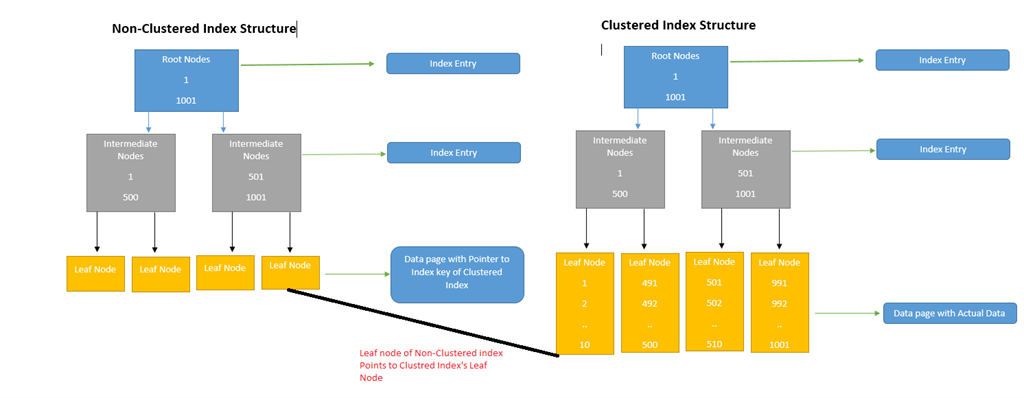 Non-Clustered Index Structure
Root Nodes
1
1001
Index Entry
Intermediate
Nodes
1
500
Intermediate
Nodes
501
1001
Index Entry
Leaf Node
Leaf Node
Leaf Node
Leaf Node
Data page with Pointer to
Index key of Clustered
Index
Leaf node of Non-Clustered index
Points to Clustred Index's Leaf
Node
Clustered Index Structure
Root Nodes
1
1001
Index Entry
Intermediate
Nodes
1
500
Intermediate
Nodes
501
1001
Index Entry
Leaf Node
1
2
..
10
Leaf Node
491
492
..
500
Leaf Node
501
502
..
510
Leaf Node
991
992
..
1001
Data page with Actual Data